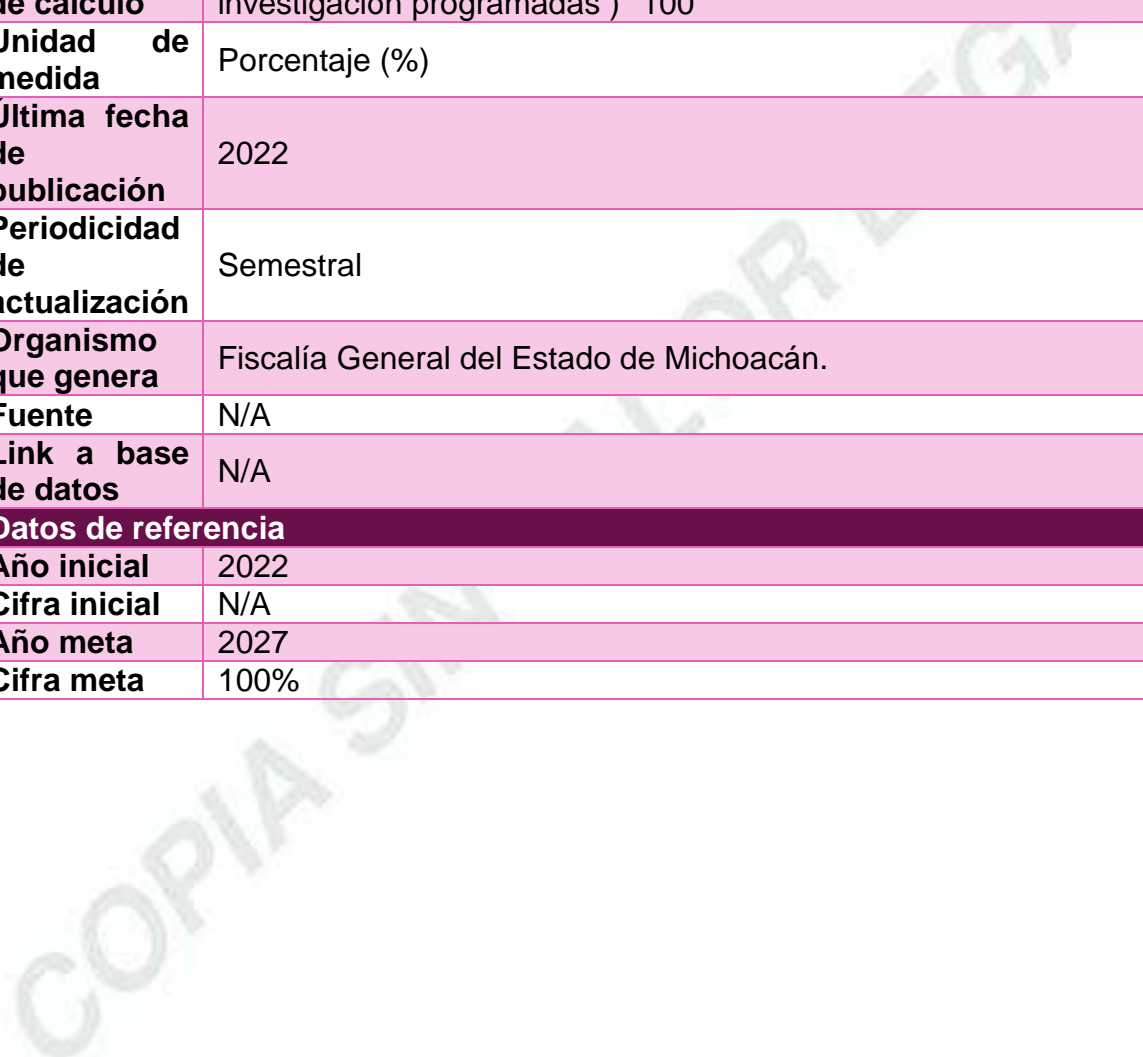 de cálculo investigación programadas ) *100
Unidad de
medida
Porcentaje (%)
Última fecha
de
publicación
2022
Periodicidad
de
actualización
Semestral
Organismo
que genera
Fiscalía General del Estado de Michoacán.
Fuente N/A
Link a base
de datos
N/A
Datos de referencia
Año inicial 2022
Cifra inicial N/A
Año meta 2027
Cifra meta 100%
COPIA SIN VALOR LEGAL